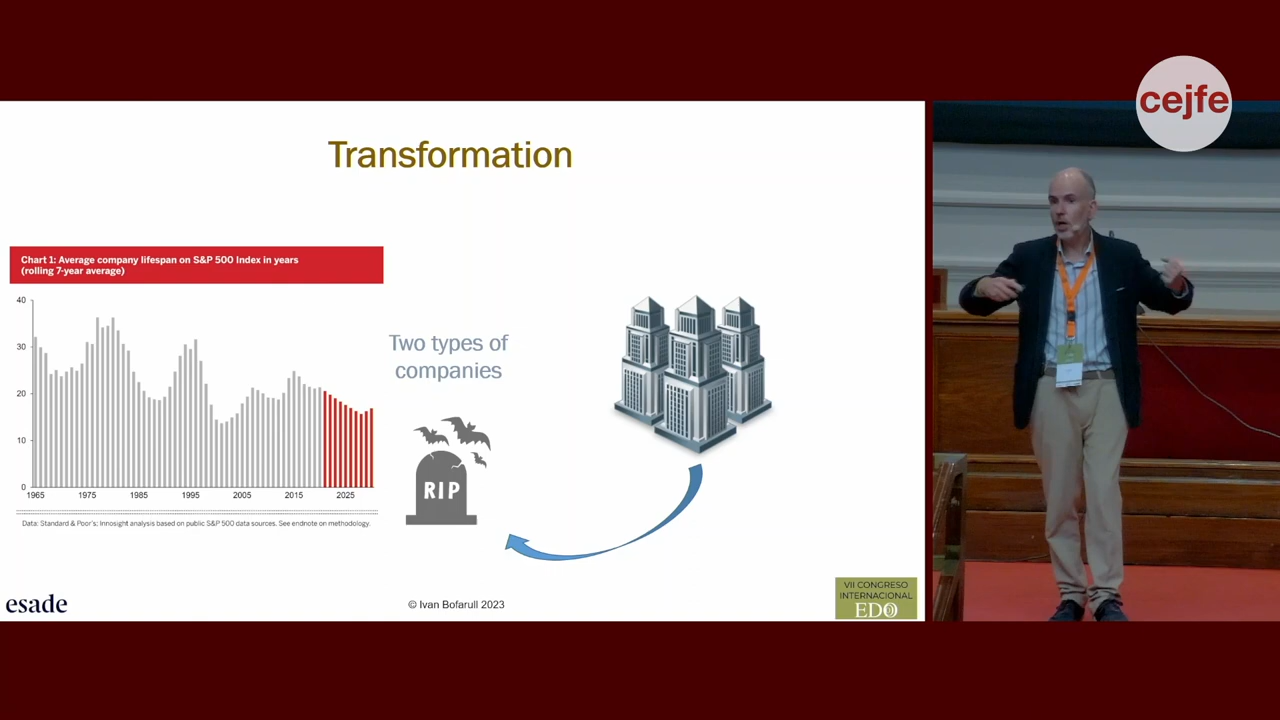 cejfe
Transformation
Chart 1: Average company lifespan on S&P 500 Index in years
(rolling 7-year average)
40
30
20
10
0
1965
1975
1985
1995
2005
2015
2025
Data: Standard & Poor's: Innosight analysis based on public S&P 500 data sources. See endnote on methodology.
Two types of
companies
RIP
esade
© Ivan Bofarull 2023
VII CONGRESO
INTERNACIONAL
EDO